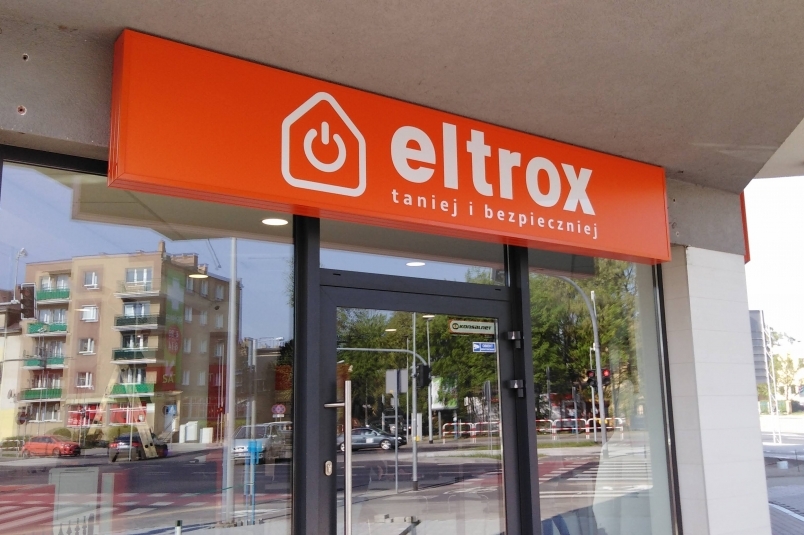 eltrox
taniej i bezpieczniej